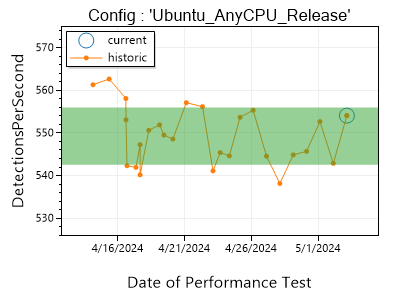 Config : 'Ubuntu_AnyCPU_Release'
current
historic
DetectionsPerSecond
570
560
550
540
530
4/16/2024
4/21/2024
4/26/2024
5/1/2024
Date of Performance Test